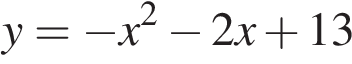 y = −x² − 2x + 13